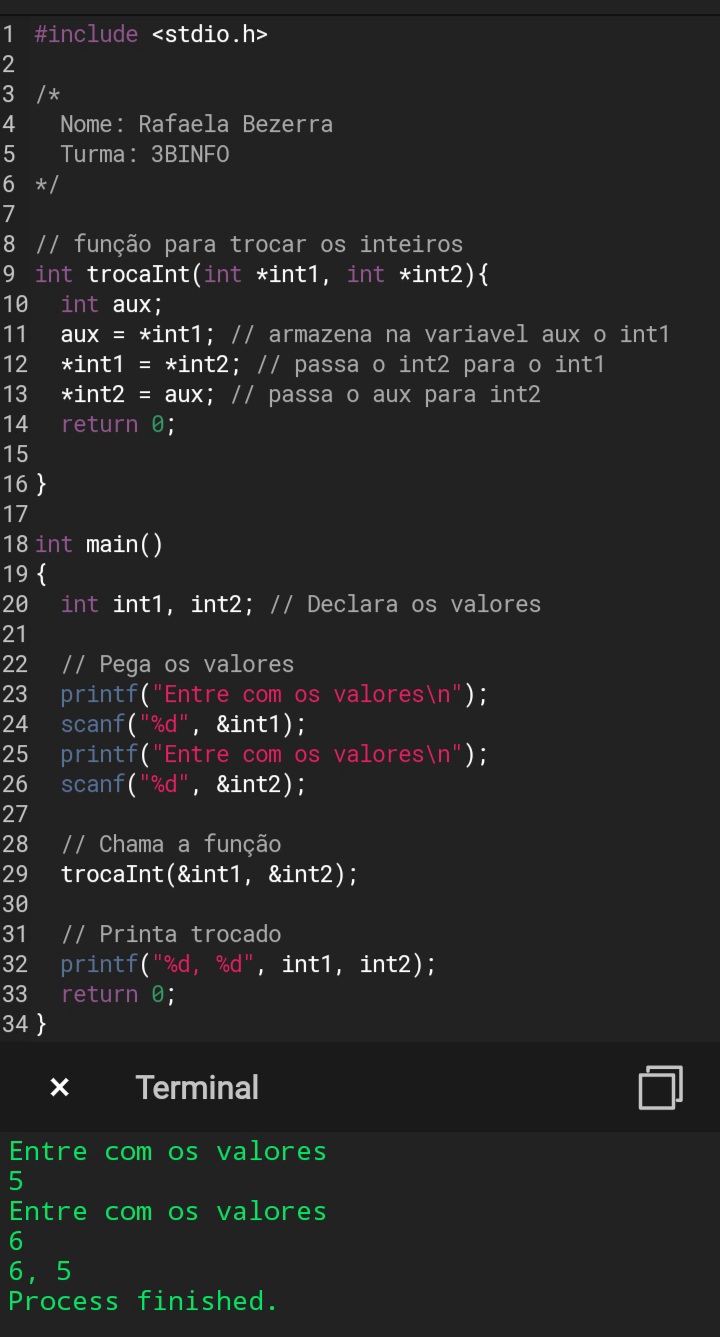 1 #include <stdio.h>
2
3 /*
4 Nome: Rafaela Bezerra
5 Turma: 3BINFO
6 */
7
8 // função para trocar os inteiros
9 int trocaInt(int *int1, int *int2){
10 int aux;
11 aux = *int1; // armazena na variavel aux o int1
12 *int1 = *int2; // passa o int2 para o int1
13 *int2 = aux; // passa o aux para int2
14 return 0;
15
16 }
17
18 int main()
19 {
20 int int1, int2; // Declara os valores
21
22 // Pega os valores
23 printf("Entre com os valores\n");
24 scanf("%d", &int1);
25 printf("Entre com os valores\n");
26 scanf("%d", &int2);
27
28 // Chama a função
29 trocaInt(&int1, &int2);
30
31 // Printa trocado
32 printf("%d, %d", int1, int2);
33 return 0;
34 }
× Terminal
Entre com os valores
5
Entre com os valores
6
6, 5
Process finished.